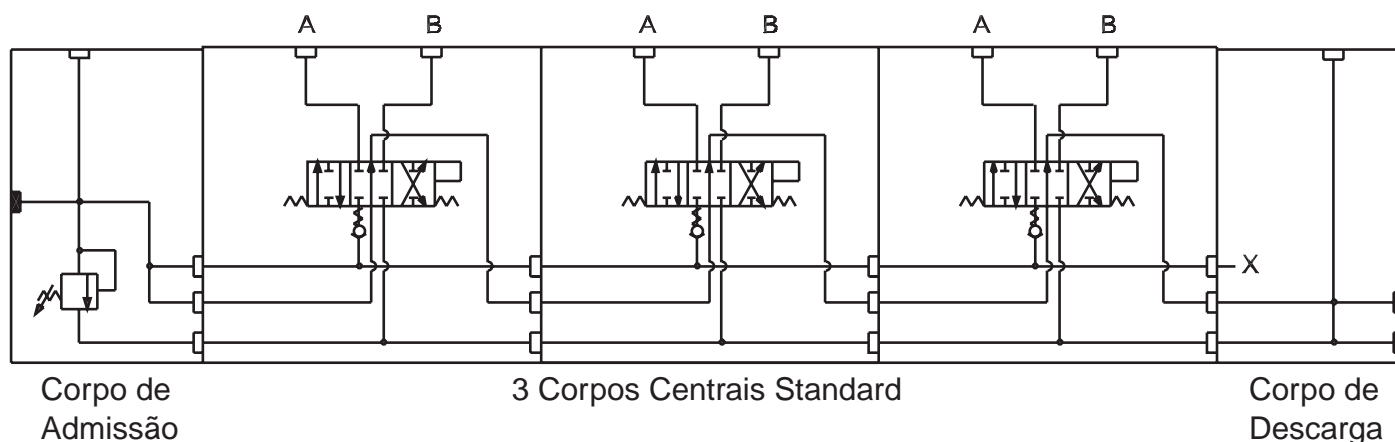 A B A B A B
X
Corpo de
Admissão
3 Corpos Centrais Standard
Corpo de
Descarga